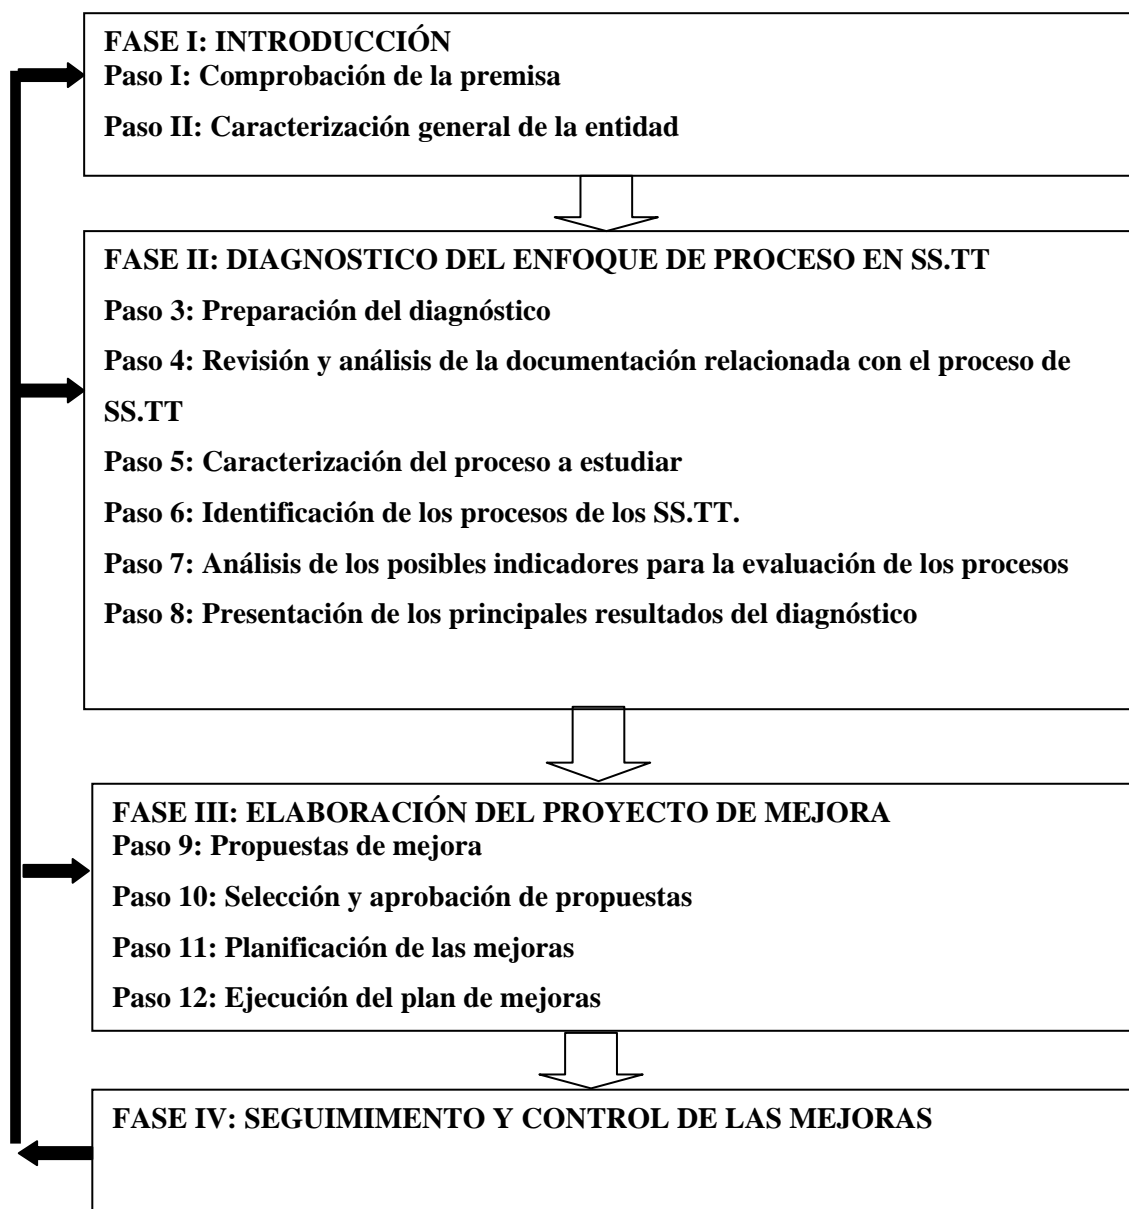 FASE I: INTRODUCCIÓN
Paso I: Comprobación de la premisa
Paso II: Caracterización general de la entidad
FASE II: DIAGNOSTICO DEL ENFOQUE DE PROCESO EN SS.TT
Paso 3: Preparación del diagnóstico
Paso 4: Revisión y análisis de la documentación relacionada con el proceso de
SS.TT
Paso 5: Caracterización del proceso a estudiar
Paso 6: Identificación de los procesos de los SS.TT.
Paso 7: Análisis de los posibles indicadores para la evaluación de los procesos
Paso 8: Presentación de los principales resultados del diagnóstico
FASE III: ELABORACIÓN DEL PROYECTO DE MEJORA
Paso 9: Propuestas de mejora
Paso 10: Selección y aprobación de propuestas
Paso 11: Planificación de las mejoras
Paso 12: Ejecución del plan de mejoras
FASE IV: SEGUIMIMENTO Y CONTROL DE LAS MEJORAS